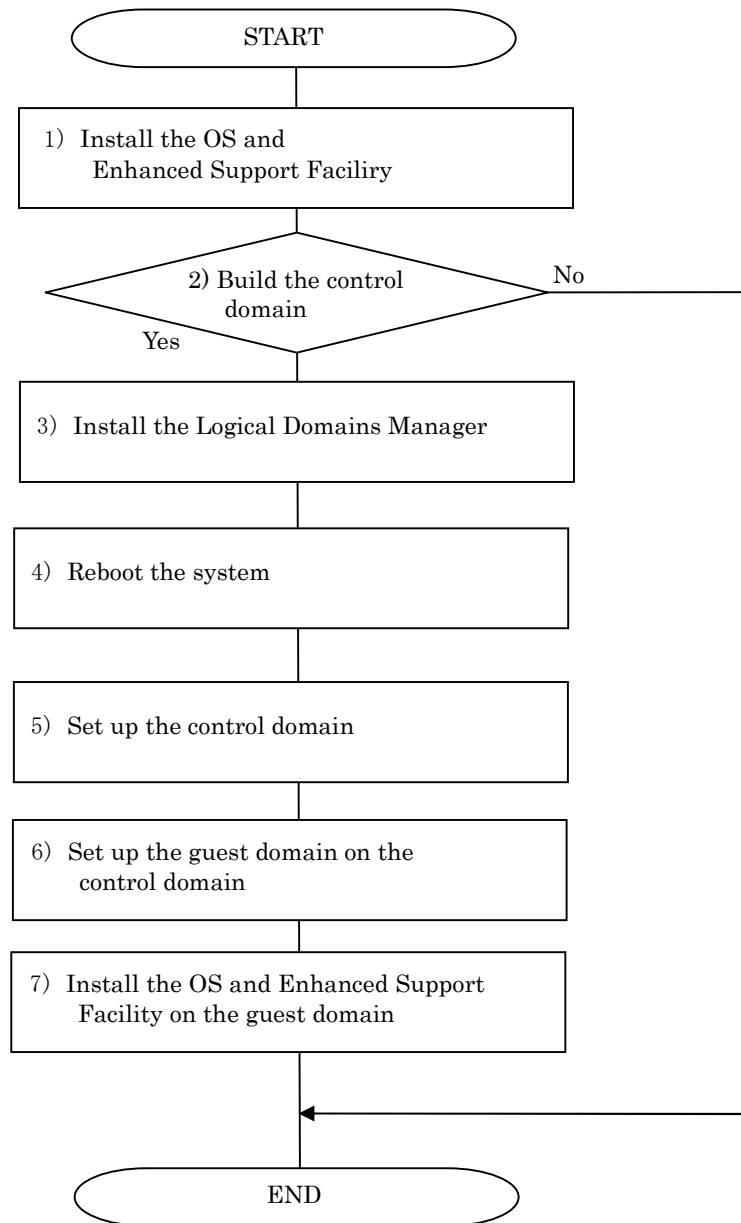 START
1) Install the OS and
Enhanced Support Faciliry
2) Build the control
domain
No
Yes
3) Install the Logical Domains Manager
4) Reboot the system
5) Set up the control domain
6) Set up the guest domain on the
control domain
7) Install the OS and Enhanced Support
Facility on the guest domain
END